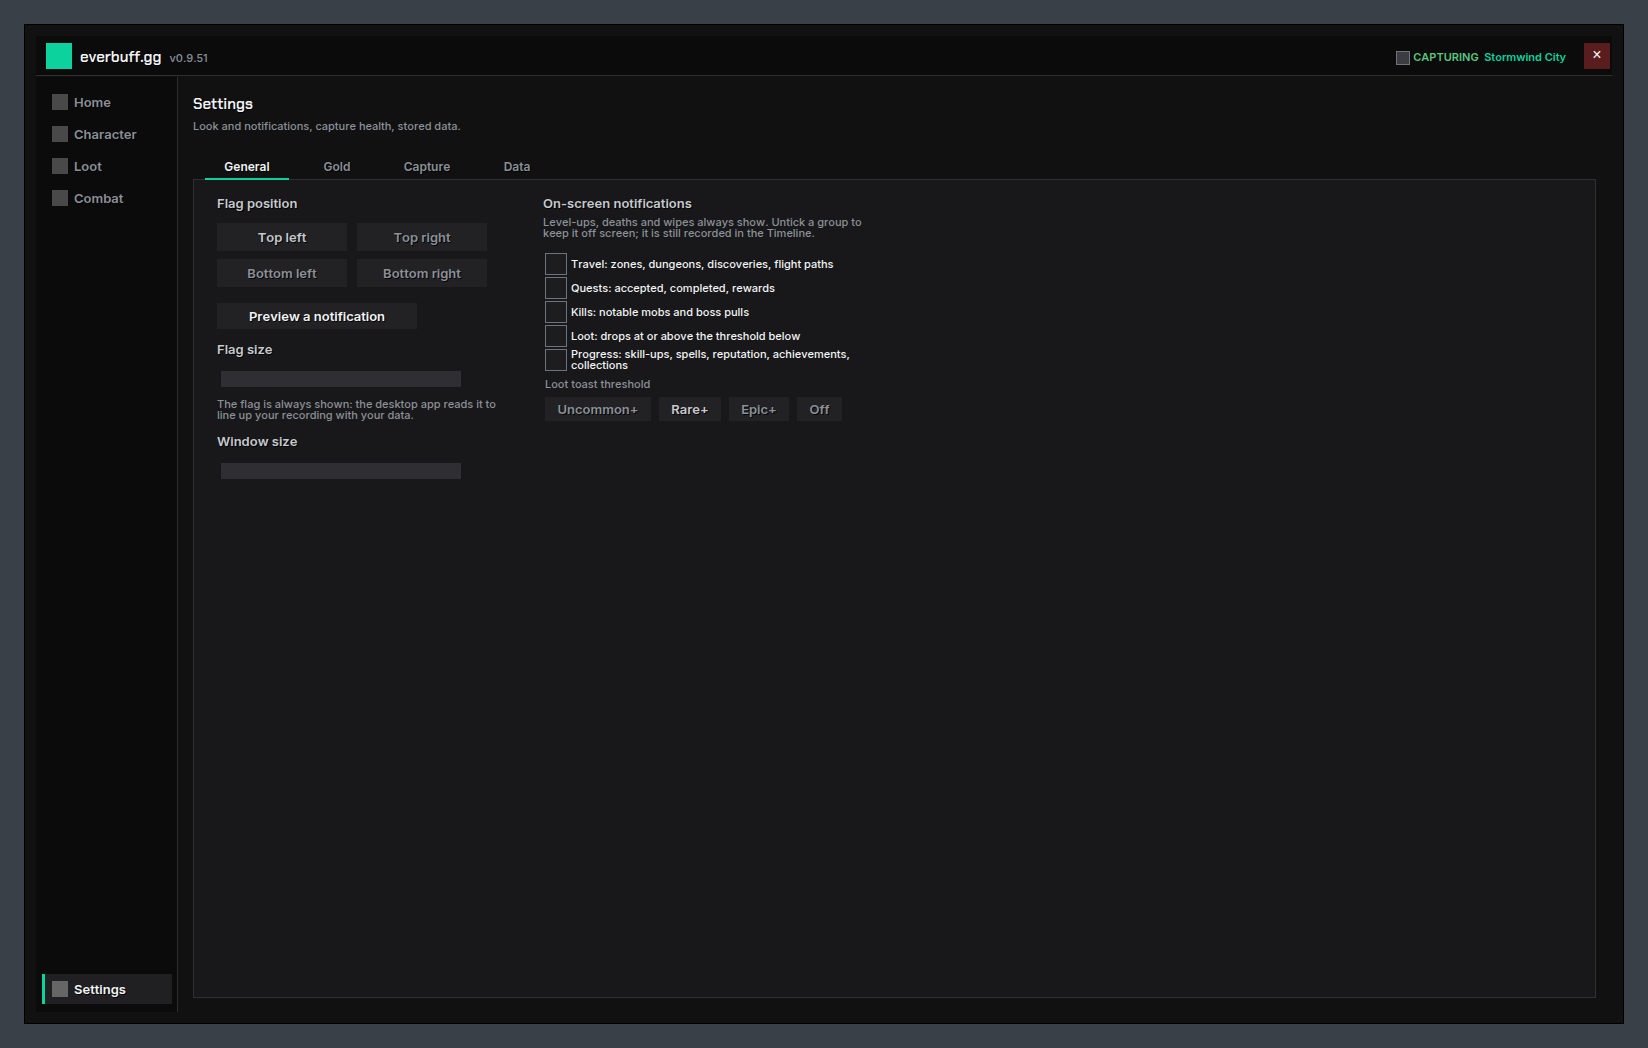 everbuff.gg v0.9.51
CAPTURING Stormwind City
×
Home
Character
Loot
Combat
Settings
Settings
Look and notifications, capture health, stored data.
General Gold Capture Data
Flag position
Top left Top right
Bottom left Bottom right
Preview a notification
Flag size
The flag is always shown: the desktop app reads it to
line up your recording with your data.
Window size
On-screen notifications
Level-ups, deaths and wipes always show. Untick a group to
keep it off screen; it is still recorded in the Timeline.
Travel: zones, dungeons, discoveries, flight paths
Quests: accepted, completed, rewards
Kills: notable mobs and boss pulls
Loot: drops at or above the threshold below
Progress: skill-ups, spells, reputation, achievements,
collections
Loot toast threshold
Uncommon+ Rare+ Epic+ Off